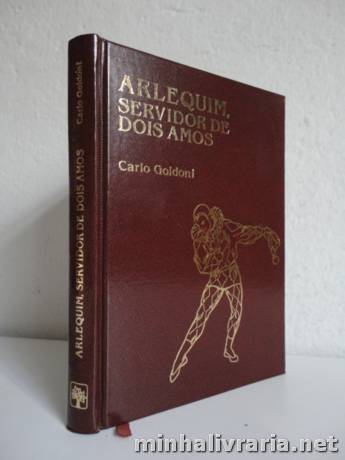 Carlo Goldoni
ARLEQUIM, SERVIDOR DE DOIS AMOS
ARLEQUIM,
SERVIDOR DE
DOIS AMOS
Carlo Goldoni
minhalivraria.net